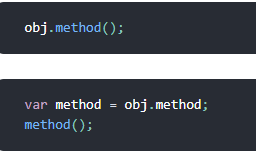 obj.method();
var method = obj.method;
method();